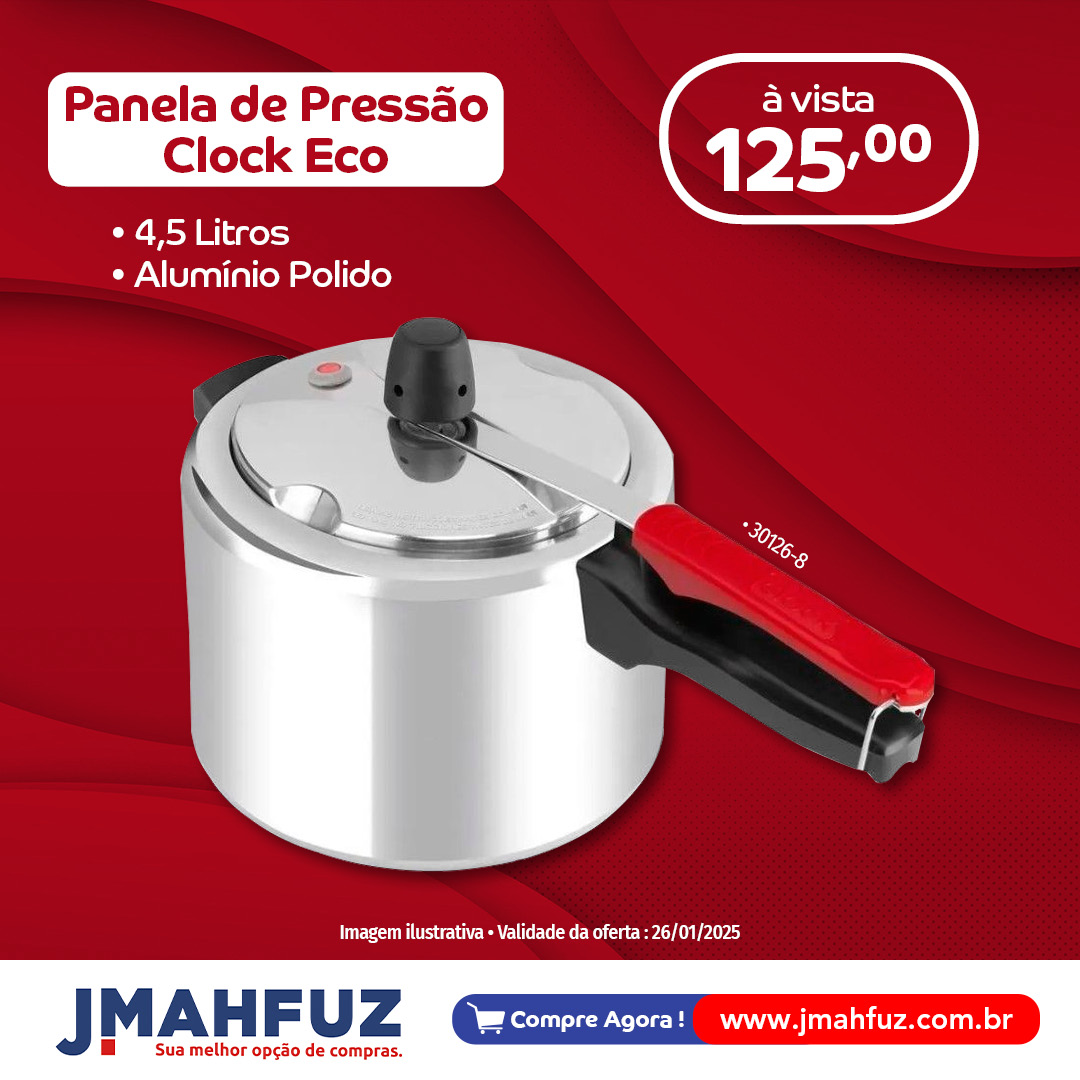 Panela de Pressão
Clock Eco
à vista
125,00
• 4,5 Litros
• Alumínio Polido
• 30126-8
Imagem ilustrativa • Validade da oferta : 26/01/2025
JMAHFUZ
Sua melhor opção de compras.
Compre Agora !
www.jmahfuz.com.br